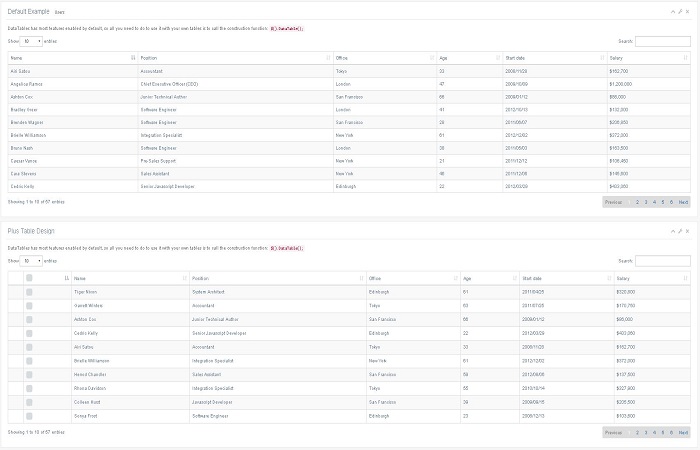 Default Example Users
DataTables has most features enabled by default, so all you need to do to use it with your own tables is to call the construction function: $().DataTable();
Show 10 entries Search:
Name Position Office Age Start date Salary
Airi Satou Accountant Tokyo 33 2008/11/28 $162,700
Angelica Ramos Chief Executive Officer (CEO) London 47 2009/10/09 $1,200,000
Ashton Cox Junior Technical Author San Francisco 66 2009/01/12 $86,000
Bradley Greer Software Engineer London 41 2012/10/13 $132,000
Brenden Wagner Software Engineer San Francisco 28 2011/06/07 $206,850
Brielle Williamson Integration Specialist New York 61 2012/12/02 $372,000
Bruno Nash Software Engineer London 38 2011/05/03 $163,500
Caesar Vance Pre-Sales Support New York 21 2011/12/12 $106,450
Cara Stevens Sales Assistant New York 46 2011/12/06 $145,600
Cedric Kelly Senior Javascript Developer Edinburgh 22 2012/03/29 $433,060
Showing 1 to 10 of 57 entries Previous 2 3 4 5 6 Next
Plus Table Design
DataTables has most features enabled by default, so all you need to do to use it with your own tables is to call the construction function: $().DataTable();
Show 10 entries Search:
Name Position Office Age Start date Salary
Tiger Nixon System Architect Edinburgh 61 2011/04/25 $320,800
Garrett Winters Accountant Tokyo 63 2011/07/25 $170,750
Ashton Cox Junior Technical Author San Francisco 66 2009/01/12 $86,000
Cedric Kelly Senior Javascript Developer Edinburgh 22 2012/03/29 $433,060
Airi Satou Accountant Tokyo 33 2008/11/28 $162,700
Brielle Williamson Integration Specialist New York 61 2012/12/02 $372,000
Herrod Chandler Sales Assistant San Francisco 59 2012/08/06 $137,500
Rhona Davidson Integration Specialist Tokyo 55 2010/10/14 $327,900
Colleen Hurst Javascript Developer San Francisco 39 2009/09/15 $205,500
Sonya Frost Software Engineer Edinburgh 23 2008/12/13 $103,600
Showing 1 to 10 of 57 entries Previous 2 3 4 5 6 Next